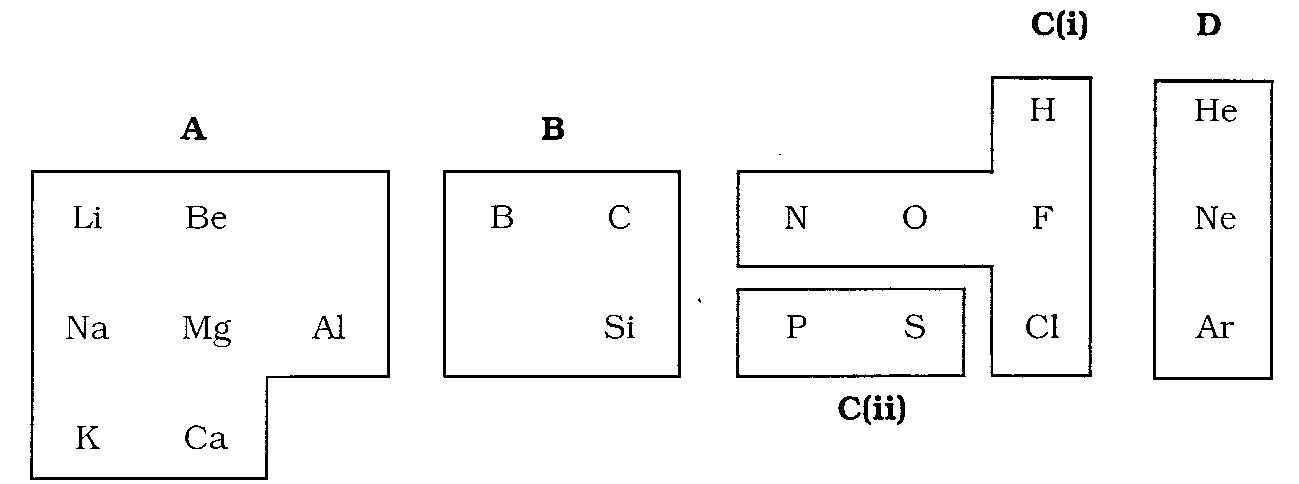 C(i) D
A B
H He
Li Be B C N O F Ne
Na Mg Al Si P S Cl Ar
C(ii)
K Ca